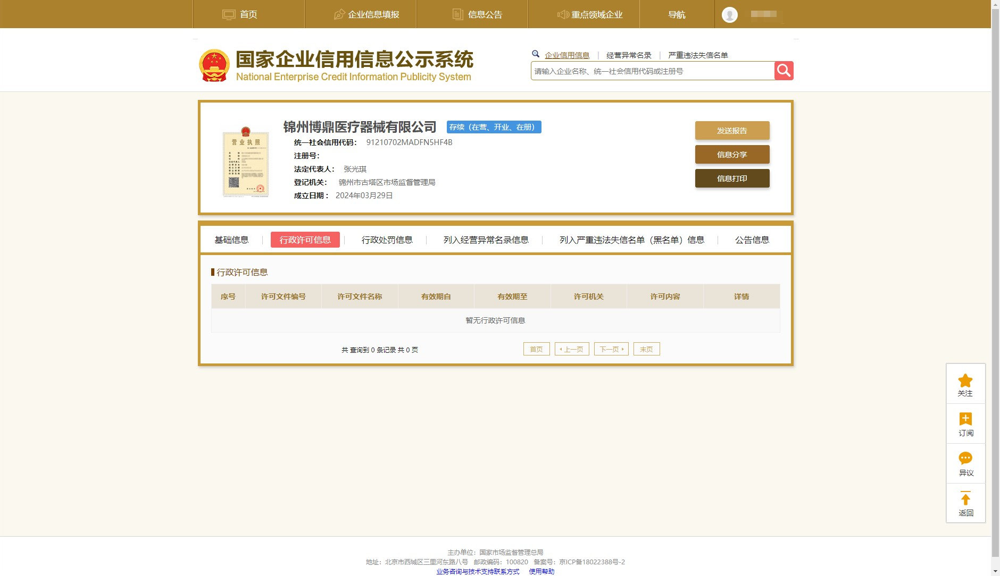 首页
企业信息填报
信息公告
重点领域企业
导航
国家企业信用信息公示系统
National Enterprise Credit Information Publicity System
企业信用信息 | 经营异常名录 | 严重违法失信名单
请输入企业名称、统一社会信用代码或注册号
营业执照
锦州博鼎医疗器械有限公司 存续（在营、开业、在册）
统一社会信用代码： 91210702MADFN5HF4B
注册号：
法定代表人： 张光琪
登记机关： 锦州市古塔区市场监督管理局
成立日期： 2024年03月29日
发送报告
信息分享
信息打印
基础信息
行政许可信息
行政处罚信息
列入经营异常名录信息
列入严重违法失信名单（黑名单）信息
公告信息
行政许可信息
序号 许可文件编号 许可文件名称 有效期自 有效期至 许可机关 许可内容 详情
暂无行政许可信息
共 查询到 0 条记录 共 0 页
首页 上一页 下一页 末页
关注
订阅
异议
返回
主办单位：国家市场监督管理总局
地址：北京市西城区三里河东路八号 邮政编码：100820 备案号：京ICP备18022388号-2
业务咨询与技术支持联系方式 使用帮助